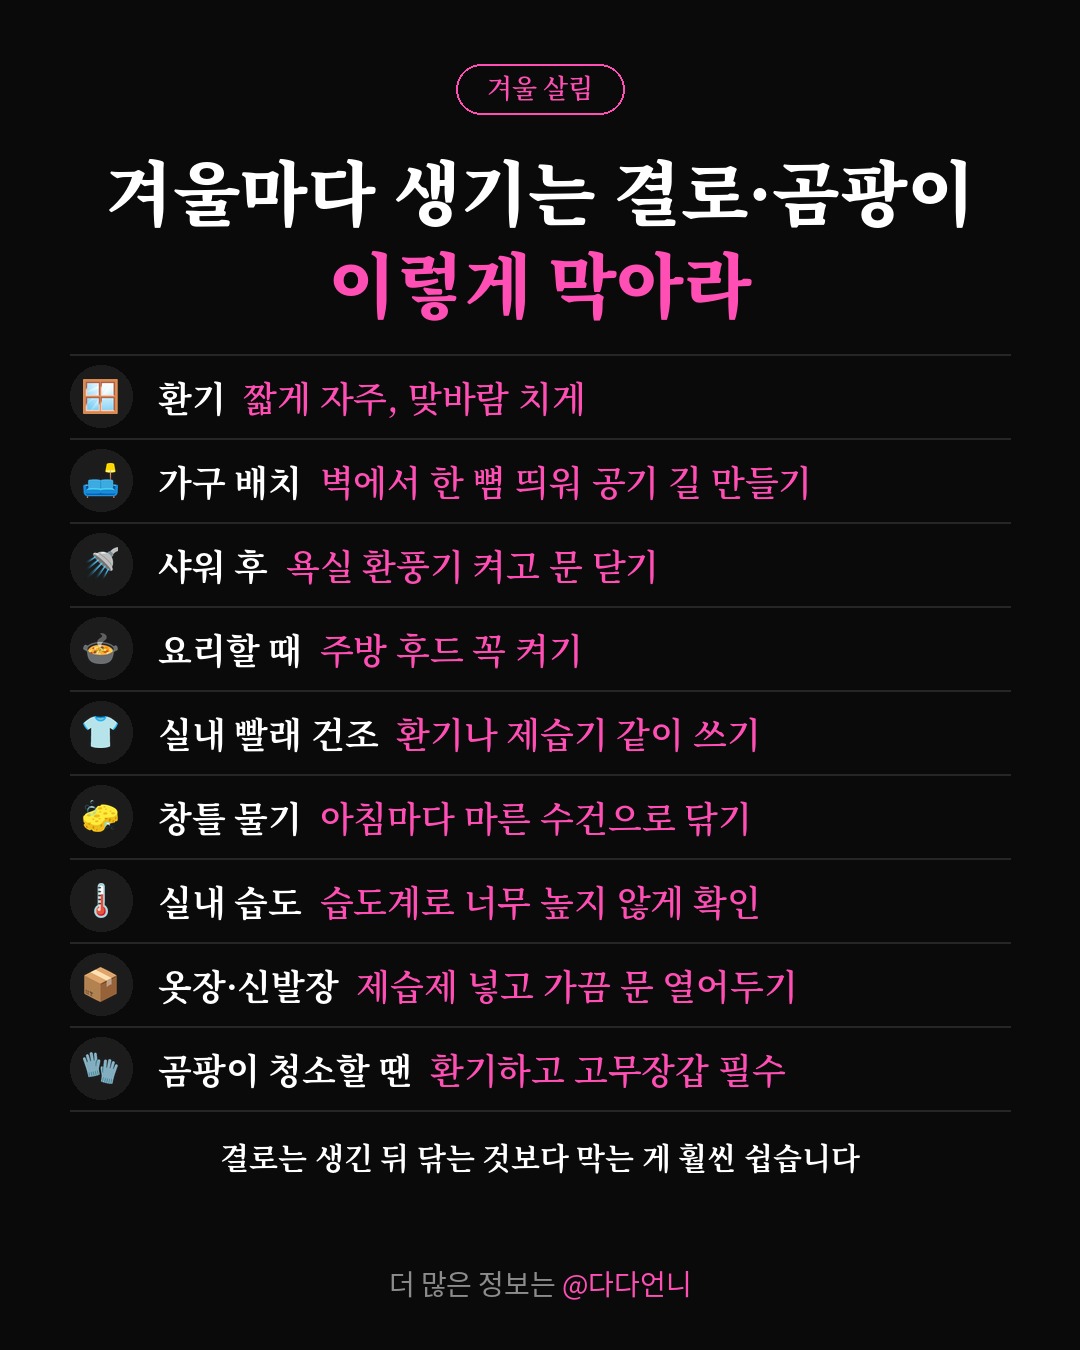 겨울 살림
겨울마다 생기는 결로·곰팡이
이렇게 막아라
환기 짧게 자주, 맞바람 치게
가구 배치 벽에서 한 뼘 띄워 공기 길 만들기
샤워 후 욕실 환풍기 켜고 문 닫기
요리할 때 주방 후드 꼭 켜기
실내 빨래 건조 환기나 제습기 같이 쓰기
창틀 물기 아침마다 마른 수건으로 닦기
실내 습도 습도계로 너무 높지 않게 확인
옷장·신발장 제습제 넣고 가끔 문 열어두기
곰팡이 청소할 땐 환기하고 고무장갑 필수
결로는 생긴 뒤 닦는 것보다 막는 게 훨씬 쉽습니다
더 많은 정보는 @다다언니